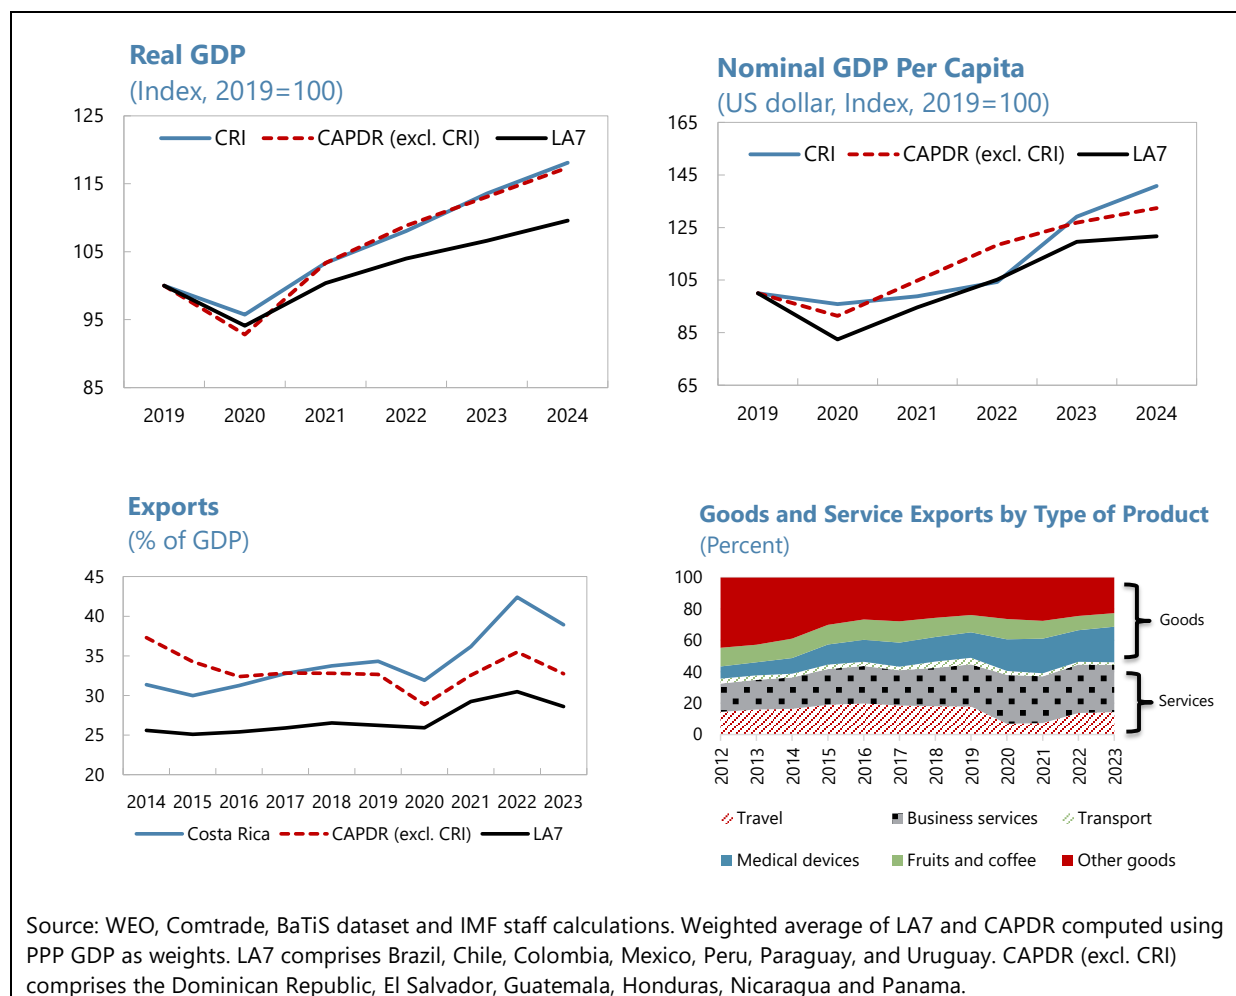 Real GDP
(Index, 2019=100)
125
115
105
95
85
CRI CAPDR (excl. CRI) LA7
2019 2020 2021 2022 2023 2024
Nominal GDP Per Capita
(US dollar, Index, 2019=100)
165
145
125
105
85
65
CRI CAPDR (excl. CRI) LA7
2019 2020 2021 2022 2023 2024
Exports
(% of GDP)
45
40
35
30
25
20
2014 2015 2016 2017 2018 2019 2020 2021 2022 2023
Costa Rica CAPDR (excl. CRI) LA7
Goods and Service Exports by Type of Product
(Percent)
100
80
60
40
20
0
Goods
Services
2012 2013 2014 2015 2016 2017 2018 2019 2020 2021 2022 2023
Travel Business services Transport
Medical devices Fruits and coffee Other goods
Source: WEO, Comtrade, BaTiS dataset and IMF staff calculations. Weighted average of LA7 and CAPDR computed using
PPP GDP as weights. LA7 comprises Brazil, Chile, Colombia, Mexico, Peru, Paraguay, and Uruguay. CAPDR (excl. CRI)
comprises the Dominican Republic, El Salvador, Guatemala, Honduras, Nicaragua and Panama.